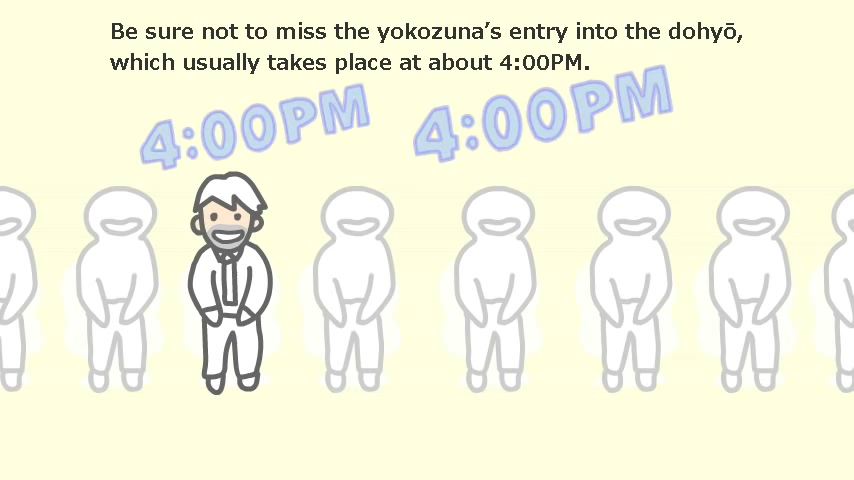 Be sure not to miss the yokozuna’s entry into the dohyō,
which usually takes place at about 4:00PM.
4:00PM 4:00PM